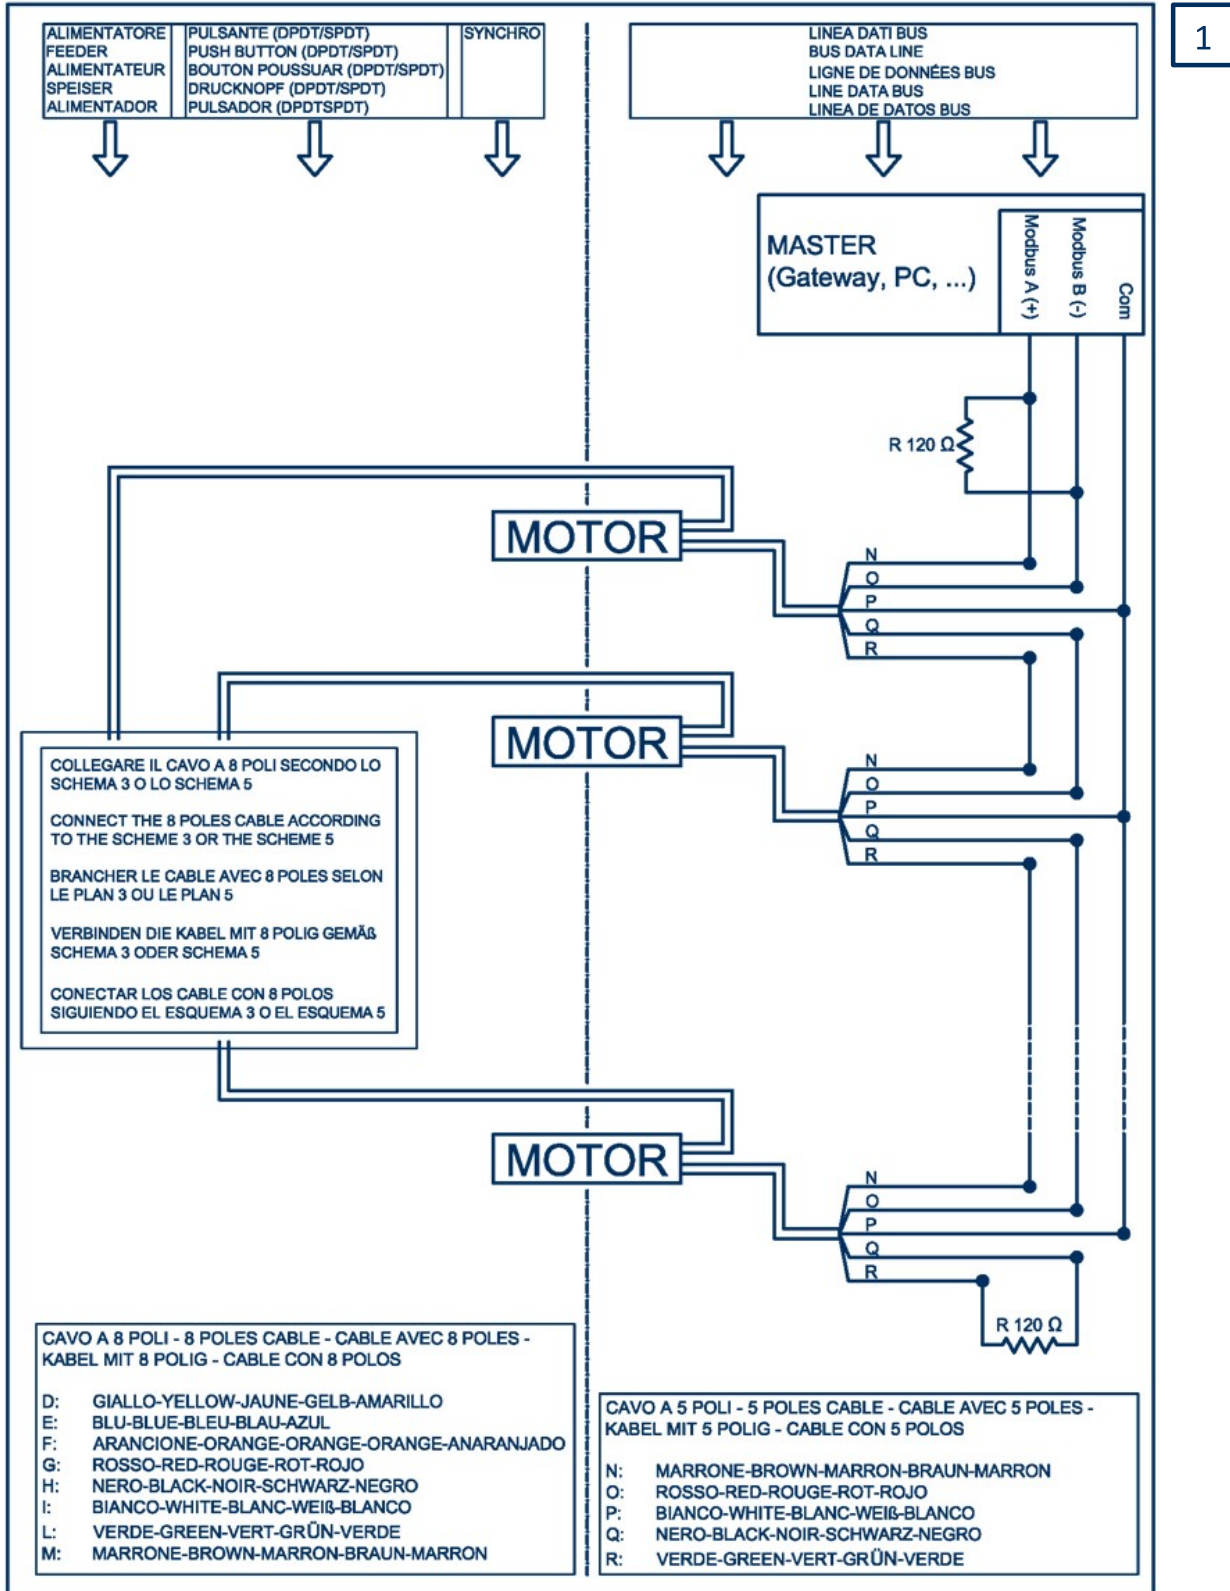 1
ALIMENTATORE
FEEDER
ALIMENTATEUR
SPEISER
ALIMENTADOR
PULSANTE (DPDT/SPDT)
PUSH BUTTON (DPDT/SPDT)
BOUTON POUSSUAR (DPDT/SPDT)
DRUCKNOPF (DPDT/SPDT)
PULSADOR (DPDTSPDT)
SYNCHRO
LINEA DATI BUS
BUS DATA LINE
LIGNE DE DONNÉES BUS
LINE DATA BUS
LINEA DE DATOS BUS
MASTER
(Gateway, PC, ...)
Modbus A (+)
Modbus B (-)
Com
R 120 Ω
MOTOR
N
O
P
Q
R
MOTOR
N
O
P
Q
R
COLLEGARE IL CAVO A 8 POLI SECONDO LO
SCHEMA 3 O LO SCHEMA 5
CONNECT THE 8 POLES CABLE ACCORDING
TO THE SCHEME 3 OR THE SCHEME 5
BRANCHER LE CABLE AVEC 8 POLES SELON
LE PLAN 3 OU LE PLAN 5
VERBINDEN DIE KABEL MIT 8 POLIG GEMÄß
SCHEMA 3 ODER SCHEMA 5
CONECTAR LOS CABLE CON 8 POLOS
SIGUIENDO EL ESQUEMA 3 O EL ESQUEMA 5
MOTOR
N
O
P
Q
R
R 120 Ω
CAVO A 8 POLI - 8 POLES CABLE - CABLE AVEC 8 POLES -
KABEL MIT 8 POLIG - CABLE CON 8 POLOS
D: GIALLO-YELLOW-JAUNE-GELB-AMARILLO
E: BLU-BLUE-BLEU-BLAU-AZUL
F: ARANCIONE-ORANGE-ORANGE-ORANGE-ANARANJADO
G: ROSSO-RED-ROUGE-ROT-ROJO
H: NERO-BLACK-NOIR-SCHWARZ-NEGRO
I: BIANCO-WHITE-BLANC-WEIß-BLANCO
L: VERDE-GREEN-VERT-GRÜN-VERDE
M: MARRONE-BROWN-MARRON-BRAUN-MARRON
CAVO A 5 POLI - 5 POLES CABLE - CABLE AVEC 5 POLES -
KABEL MIT 5 POLIG - CABLE CON 5 POLOS
N: MARRONE-BROWN-MARRON-BRAUN-MARRON
O: ROSSO-RED-ROUGE-ROT-ROJO
P: BIANCO-WHITE-BLANC-WEIß-BLANCO
Q: NERO-BLACK-NOIR-SCHWARZ-NEGRO
R: VERDE-GREEN-VERT-GRÜN-VERDE